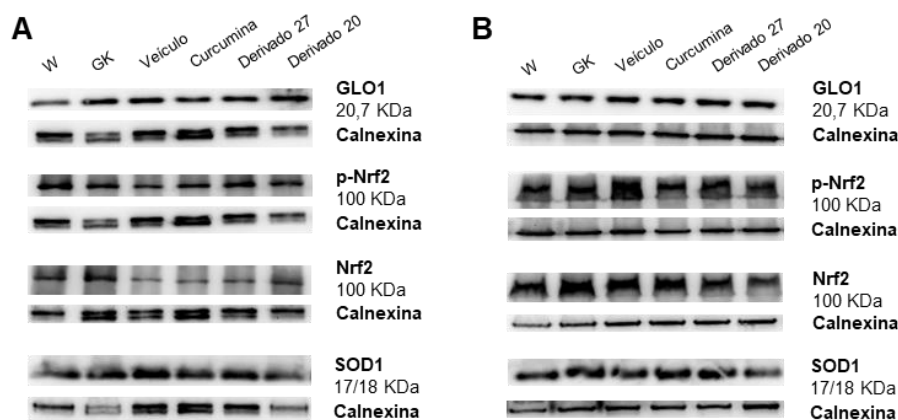 A
W GK Veículo Curcumina Derivado 27 Derivado 20
GLO1
20,7 KDa
Calnexina
p-Nrf2
100 KDa
Calnexina
Nrf2
100 KDa
Calnexina
SOD1
17/18 KDa
Calnexina
B
W GK Veículo Curcumina Derivado 27 Derivado 20
GLO1
20,7 KDa
Calnexina
p-Nrf2
100 KDa
Calnexina
Nrf2
100 KDa
Calnexina
SOD1
17/18 KDa
Calnexina